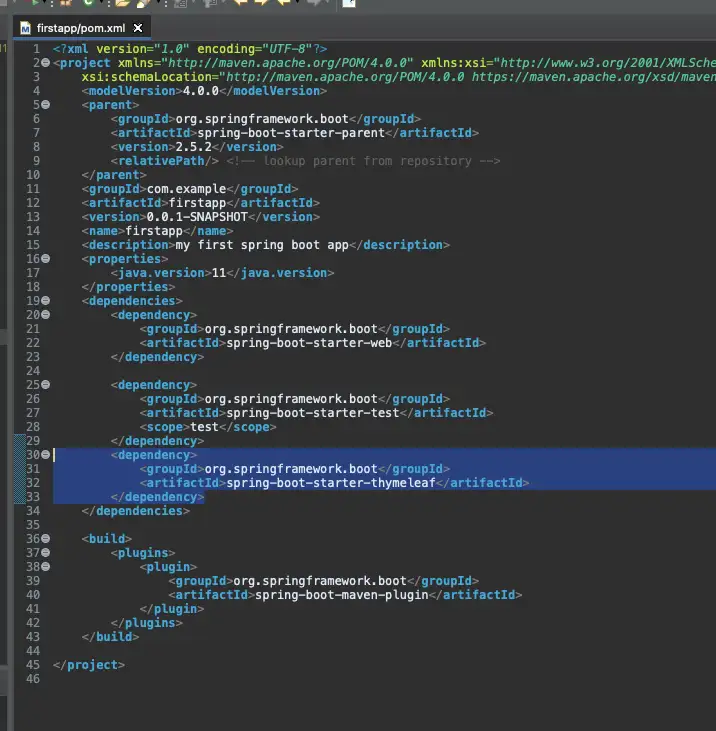 firstapp/pom.xml
1 <?xml version="1.0" encoding="UTF-8"?>
2 <project xmlns="http://maven.apache.org/POM/4.0.0" xmlns:xsi="http://www.w3.org/2001/XMLSche
3 xsi:schemaLocation="http://maven.apache.org/POM/4.0.0 https://maven.apache.org/xsd/maven
4 <modelVersion>4.0.0</modelVersion>
5 <parent>
6 <groupId>org.springframework.boot</groupId>
7 <artifactId>spring-boot-starter-parent</artifactId>
8 <version>2.5.2</version>
9 <relativePath/> <!-- lookup parent from repository -->
10 </parent>
11 <groupId>com.example</groupId>
12 <artifactId>firstapp</artifactId>
13 <version>0.0.1-SNAPSHOT</version>
14 <name>firstapp</name>
15 <description>my first spring boot app</description>
16 <properties>
17 <java.version>11</java.version>
18 </properties>
19 <dependencies>
20 <dependency>
21 <groupId>org.springframework.boot</groupId>
22 <artifactId>spring-boot-starter-web</artifactId>
23 </dependency>
24
25 <dependency>
26 <groupId>org.springframework.boot</groupId>
27 <artifactId>spring-boot-starter-test</artifactId>
28 <scope>test</scope>
29 </dependency>
30 <dependency>
31 <groupId>org.springframework.boot</groupId>
32 <artifactId>spring-boot-starter-thymeleaf</artifactId>
33 </dependency>
34 </dependencies>
35
36 <build>
37 <plugins>
38 <plugin>
39 <groupId>org.springframework.boot</groupId>
40 <artifactId>spring-boot-maven-plugin</artifactId>
41 </plugin>
42 </plugins>
43 </build>
44
45 </project>
46